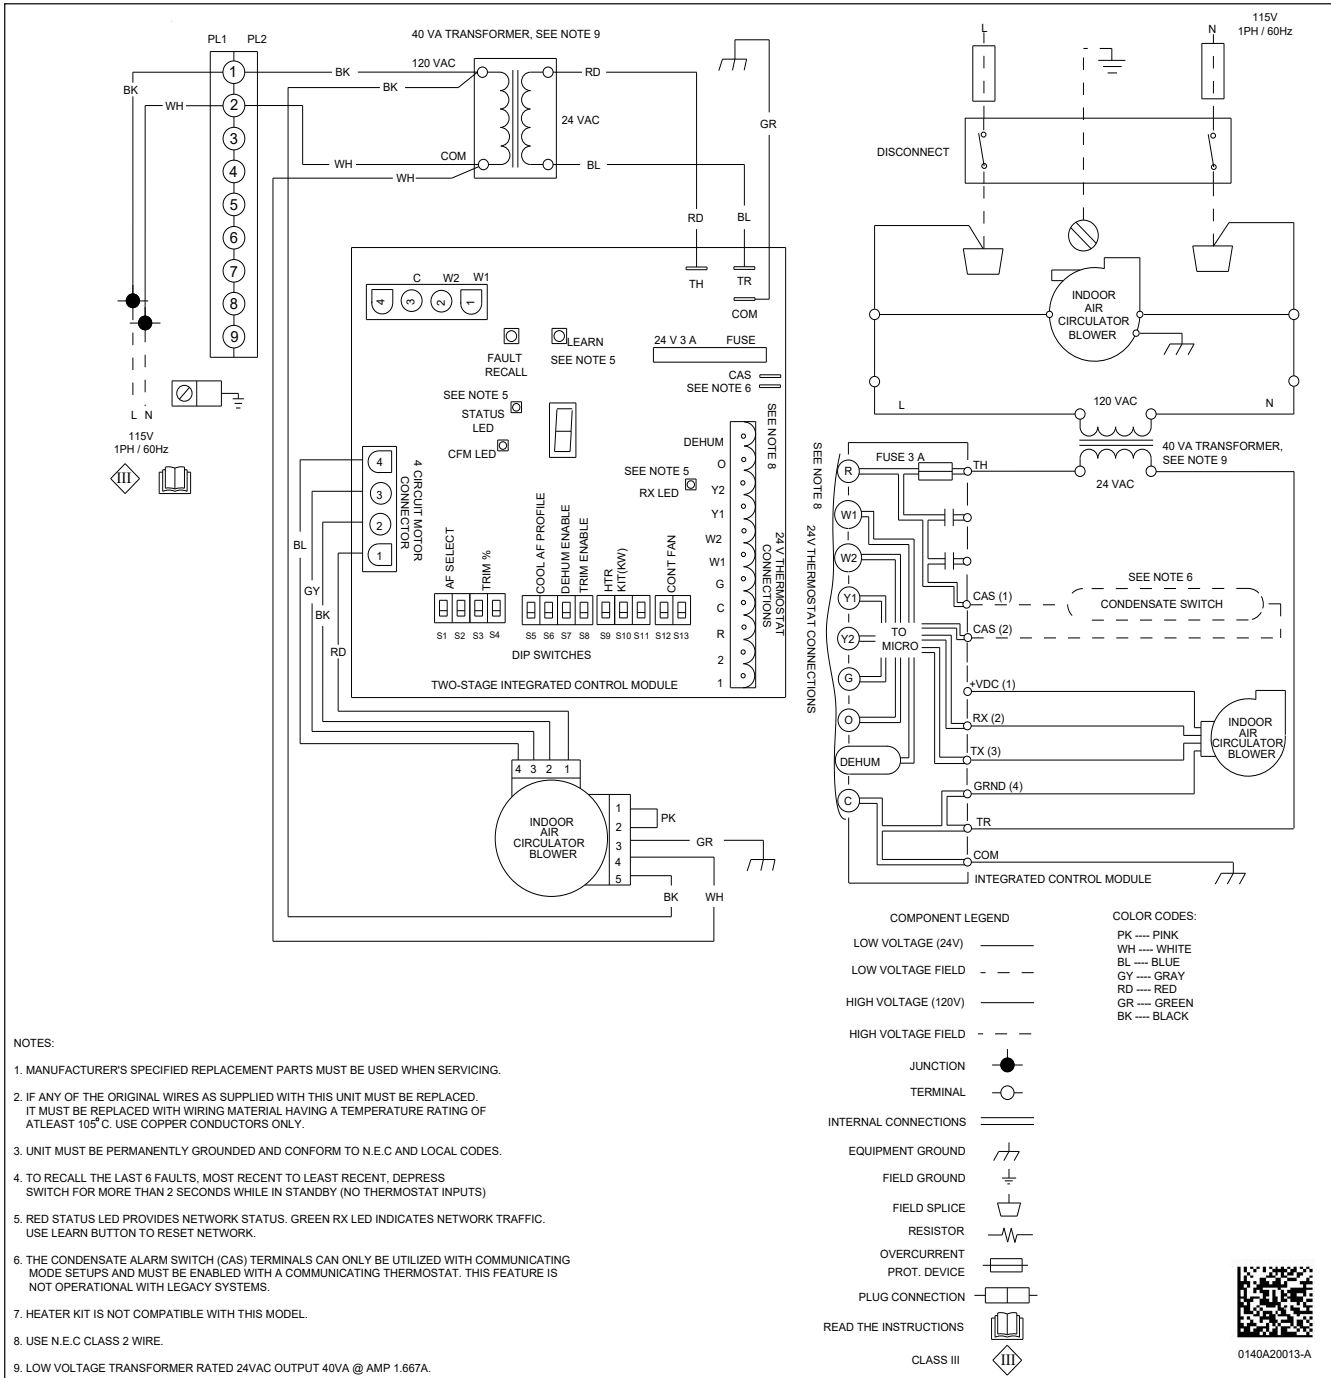 PL1 PL2
40 VA TRANSFORMER, SEE NOTE 9
120 VAC
BK
BK
RD
1
2
3
4
5
6
7
8
9
BK
WH
24 VAC
COM
WH
WH
BL
GR
RD
BL
TH
TR
COM
L N
115V
1PH / 60Hz
III
C W2 W1
4 3 2 1
FAULT
RECALL
LEARN
SEE NOTE 5
24 V 3 A FUSE
CAS
SEE NOTE 6
SEE NOTE 5
STATUS
LED
CFM LED
SEE NOTE 5
RX LED
SEE NOTE 8
DEHUM
O
Y2
Y1
W2
W1
G
C
R
2
1
24 V THERMOSTAT
CONNECTIONS
4
3
2
1
4 CIRCUIT MOTOR
CONNECTOR
BL
GY
BK
RD
AF SELECT
TRIM %
COOL AF PROFILE
DEHUM ENABLE
TRIM ENABLE
HTR
KIT(KW)
CONT FAN
S1 S2 S3 S4 S5 S6 S7 S8 S9 S10 S11 S12 S13
DIP SWITCHES
TWO-STAGE INTEGRATED CONTROL MODULE
4 3 2 1
INDOOR
AIR
CIRCULATOR
BLOWER
1
2
3
4
5
PK
GR
BK
WH
115V
1PH / 60Hz
L
N
DISCONNECT
INDOOR
AIR
CIRCULATOR
BLOWER
L
120 VAC
N
40 VA TRANSFORMER,
SEE NOTE 9
24 VAC
SEE NOTE 8
24V THERMOSTAT CONNECTIONS
R
W1
W2
Y1
Y2
G
O
DEHUM
C
FUSE 3 A
TH
TO
MICRO
CAS (1)
CAS (2)
SEE NOTE 6
CONDENSATE SWITCH
+VDC (1)
RX (2)
TX (3)
GRND (4)
TR
COM
INDOOR
AIR
CIRCULATOR
BLOWER
INTEGRATED CONTROL MODULE
COMPONENT LEGEND
LOW VOLTAGE (24V)
LOW VOLTAGE FIELD
HIGH VOLTAGE (120V)
HIGH VOLTAGE FIELD
JUNCTION
TERMINAL
INTERNAL CONNECTIONS
EQUIPMENT GROUND
FIELD GROUND
FIELD SPLICE
RESISTOR
OVERCURRENT
PROT. DEVICE
PLUG CONNECTION
READ THE INSTRUCTIONS
CLASS III
III
COLOR CODES:
PK ---- PINK
WH ---- WHITE
BL ---- BLUE
GY ---- GRAY
RD ---- RED
GR ---- GREEN
BK ---- BLACK
NOTES:
1. MANUFACTURER'S SPECIFIED REPLACEMENT PARTS MUST BE USED WHEN SERVICING.
2. IF ANY OF THE ORIGINAL WIRES AS SUPPLIED WITH THIS UNIT MUST BE REPLACED.
IT MUST BE REPLACED WITH WIRING MATERIAL HAVING A TEMPERATURE RATING OF
ATLEAST 105° C. USE COPPER CONDUCTORS ONLY.
3. UNIT MUST BE PERMANENTLY GROUNDED AND CONFORM TO N.E.C AND LOCAL CODES.
4. TO RECALL THE LAST 6 FAULTS, MOST RECENT TO LEAST RECENT, DEPRESS
SWITCH FOR MORE THAN 2 SECONDS WHILE IN STANDBY (NO THERMOSTAT INPUTS)
5. RED STATUS LED PROVIDES NETWORK STATUS. GREEN RX LED INDICATES NETWORK TRAFFIC.
USE LEARN BUTTON TO RESET NETWORK.
6. THE CONDENSATE ALARM SWITCH (CAS) TERMINALS CAN ONLY BE UTILIZED WITH COMMUNICATING
MODE SETUPS AND MUST BE ENABLED WITH A COMMUNICATING THERMOSTAT. THIS FEATURE IS
NOT OPERATIONAL WITH LEGACY SYSTEMS.
7. HEATER KIT IS NOT COMPATIBLE WITH THIS MODEL.
8. USE N.E.C CLASS 2 WIRE.
9. LOW VOLTAGE TRANSFORMER RATED 24VAC OUTPUT 40VA @ AMP 1.667A.
0140A20013-A